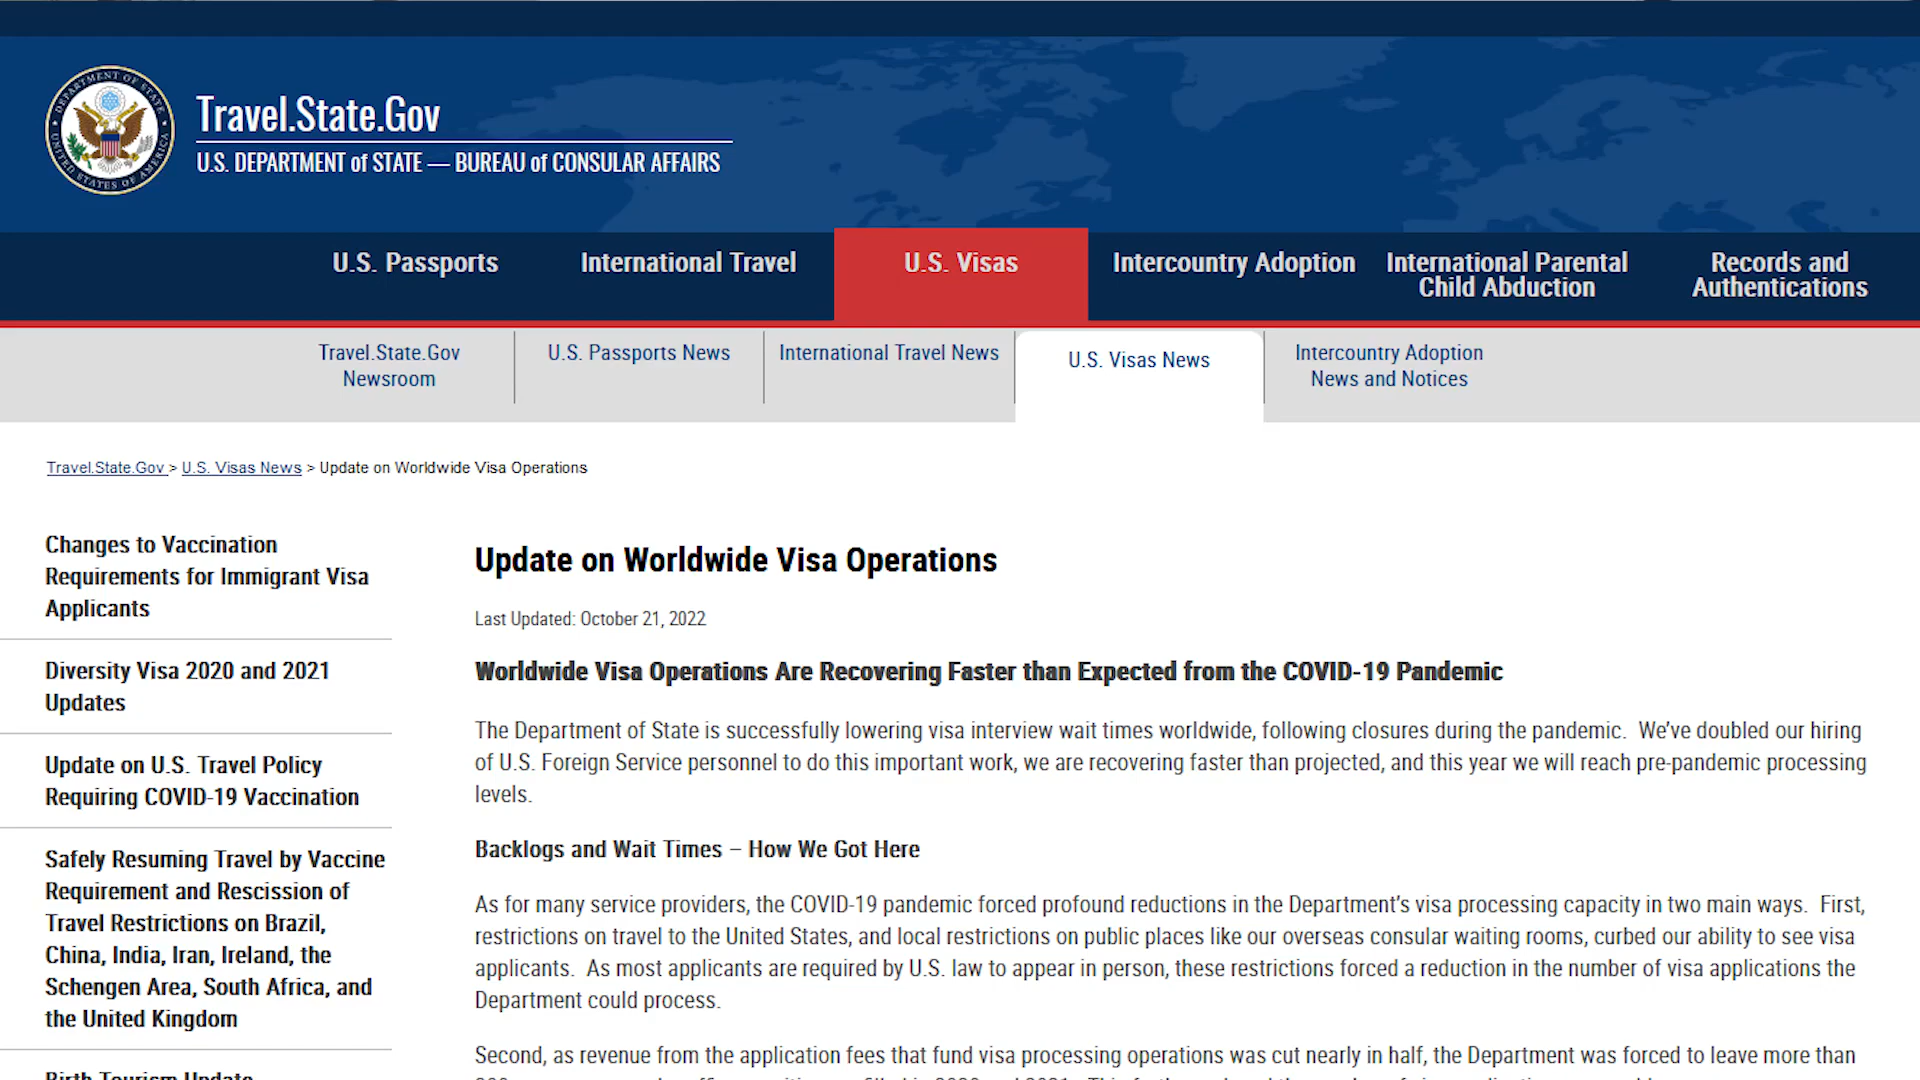 DEPARTMENT OF STATE
UNITED STATES OF AMERICA
Travel.State.Gov
U.S. DEPARTMENT of STATE — BUREAU of CONSULAR AFFAIRS
U.S. Passports
International Travel
U.S. Visas
Intercountry Adoption
International Parental
Child Abduction
Records and
Authentications
Travel.State.Gov
Newsroom
U.S. Passports News
International Travel News
U.S. Visas News
Intercountry Adoption
News and Notices
Travel.State.Gov > U.S. Visas News > Update on Worldwide Visa Operations
Changes to Vaccination
Requirements for Immigrant Visa
Applicants
Diversity Visa 2020 and 2021
Updates
Update on U.S. Travel Policy
Requiring COVID-19 Vaccination
Safely Resuming Travel by Vaccine
Requirement and Rescission of
Travel Restrictions on Brazil,
China, India, Iran, Ireland, the
Schengen Area, South Africa, and
the United Kingdom
Birth Tourism Update
Update on Worldwide Visa Operations
Last Updated: October 21, 2022
Worldwide Visa Operations Are Recovering Faster than Expected from the COVID-19 Pandemic
The Department of State is successfully lowering visa interview wait times worldwide, following closures during the pandemic.  We’ve doubled our hiring
of U.S. Foreign Service personnel to do this important work, we are recovering faster than projected, and this year we will reach pre-pandemic processing
levels.
Backlogs and Wait Times – How We Got Here
As for many service providers, the COVID-19 pandemic forced profound reductions in the Department’s visa processing capacity in two main ways.  First,
restrictions on travel to the United States, and local restrictions on public places like our overseas consular waiting rooms, curbed our ability to see visa
applicants.  As most applicants are required by U.S. law to appear in person, these restrictions forced a reduction in the number of visa applications the
Department could process.
Second, as revenue from the application fees that fund visa processing operations was cut nearly in half, the Department was forced to leave more than